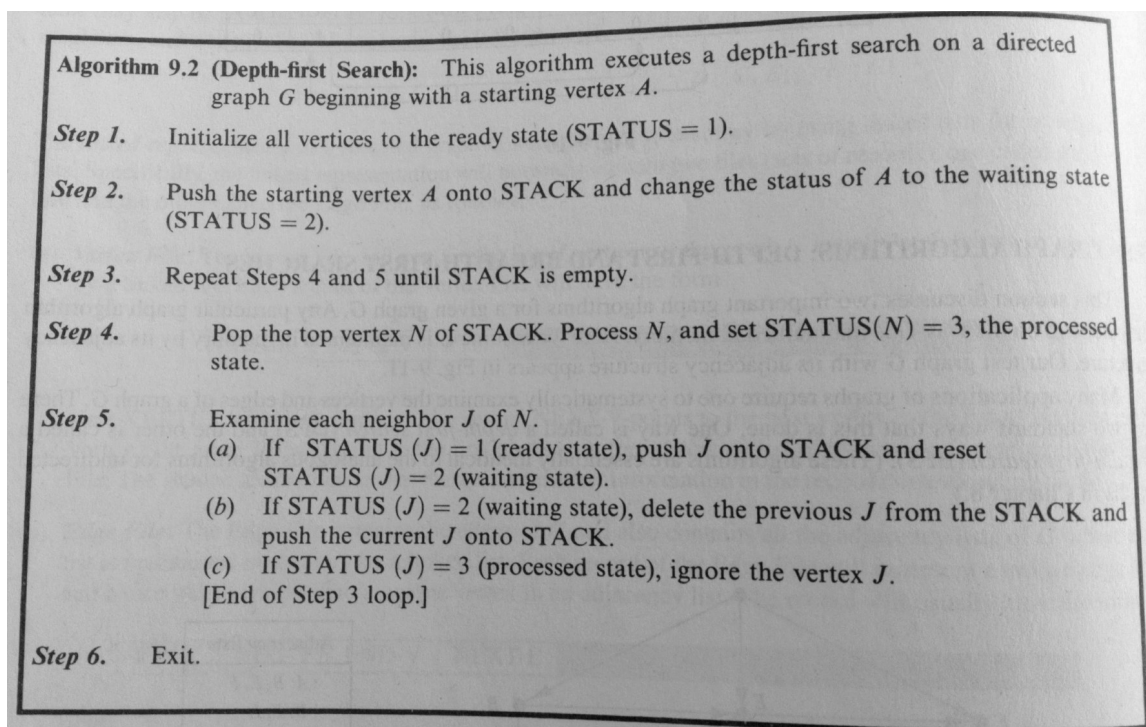 Algorithm 9.2 (Depth-first Search): This algorithm executes a depth-first search on a directed
graph G beginning with a starting vertex A.
Step 1. Initialize all vertices to the ready state (STATUS = 1).
Step 2. Push the starting vertex A onto STACK and change the status of A to the waiting state
(STATUS = 2).
Step 3. Repeat Steps 4 and 5 until STACK is empty.
Step 4. Pop the top vertex N of STACK. Process N, and set STATUS(N) = 3, the processed
state.
Step 5. Examine each neighbor J of N.
(a) If STATUS (J) = 1 (ready state), push J onto STACK and reset
STATUS (J) = 2 (waiting state).
(b) If STATUS (J) = 2 (waiting state), delete the previous J from the STACK and
push the current J onto STACK.
(c) If STATUS (J) = 3 (processed state), ignore the vertex J.
[End of Step 3 loop.]
Step 6. Exit.